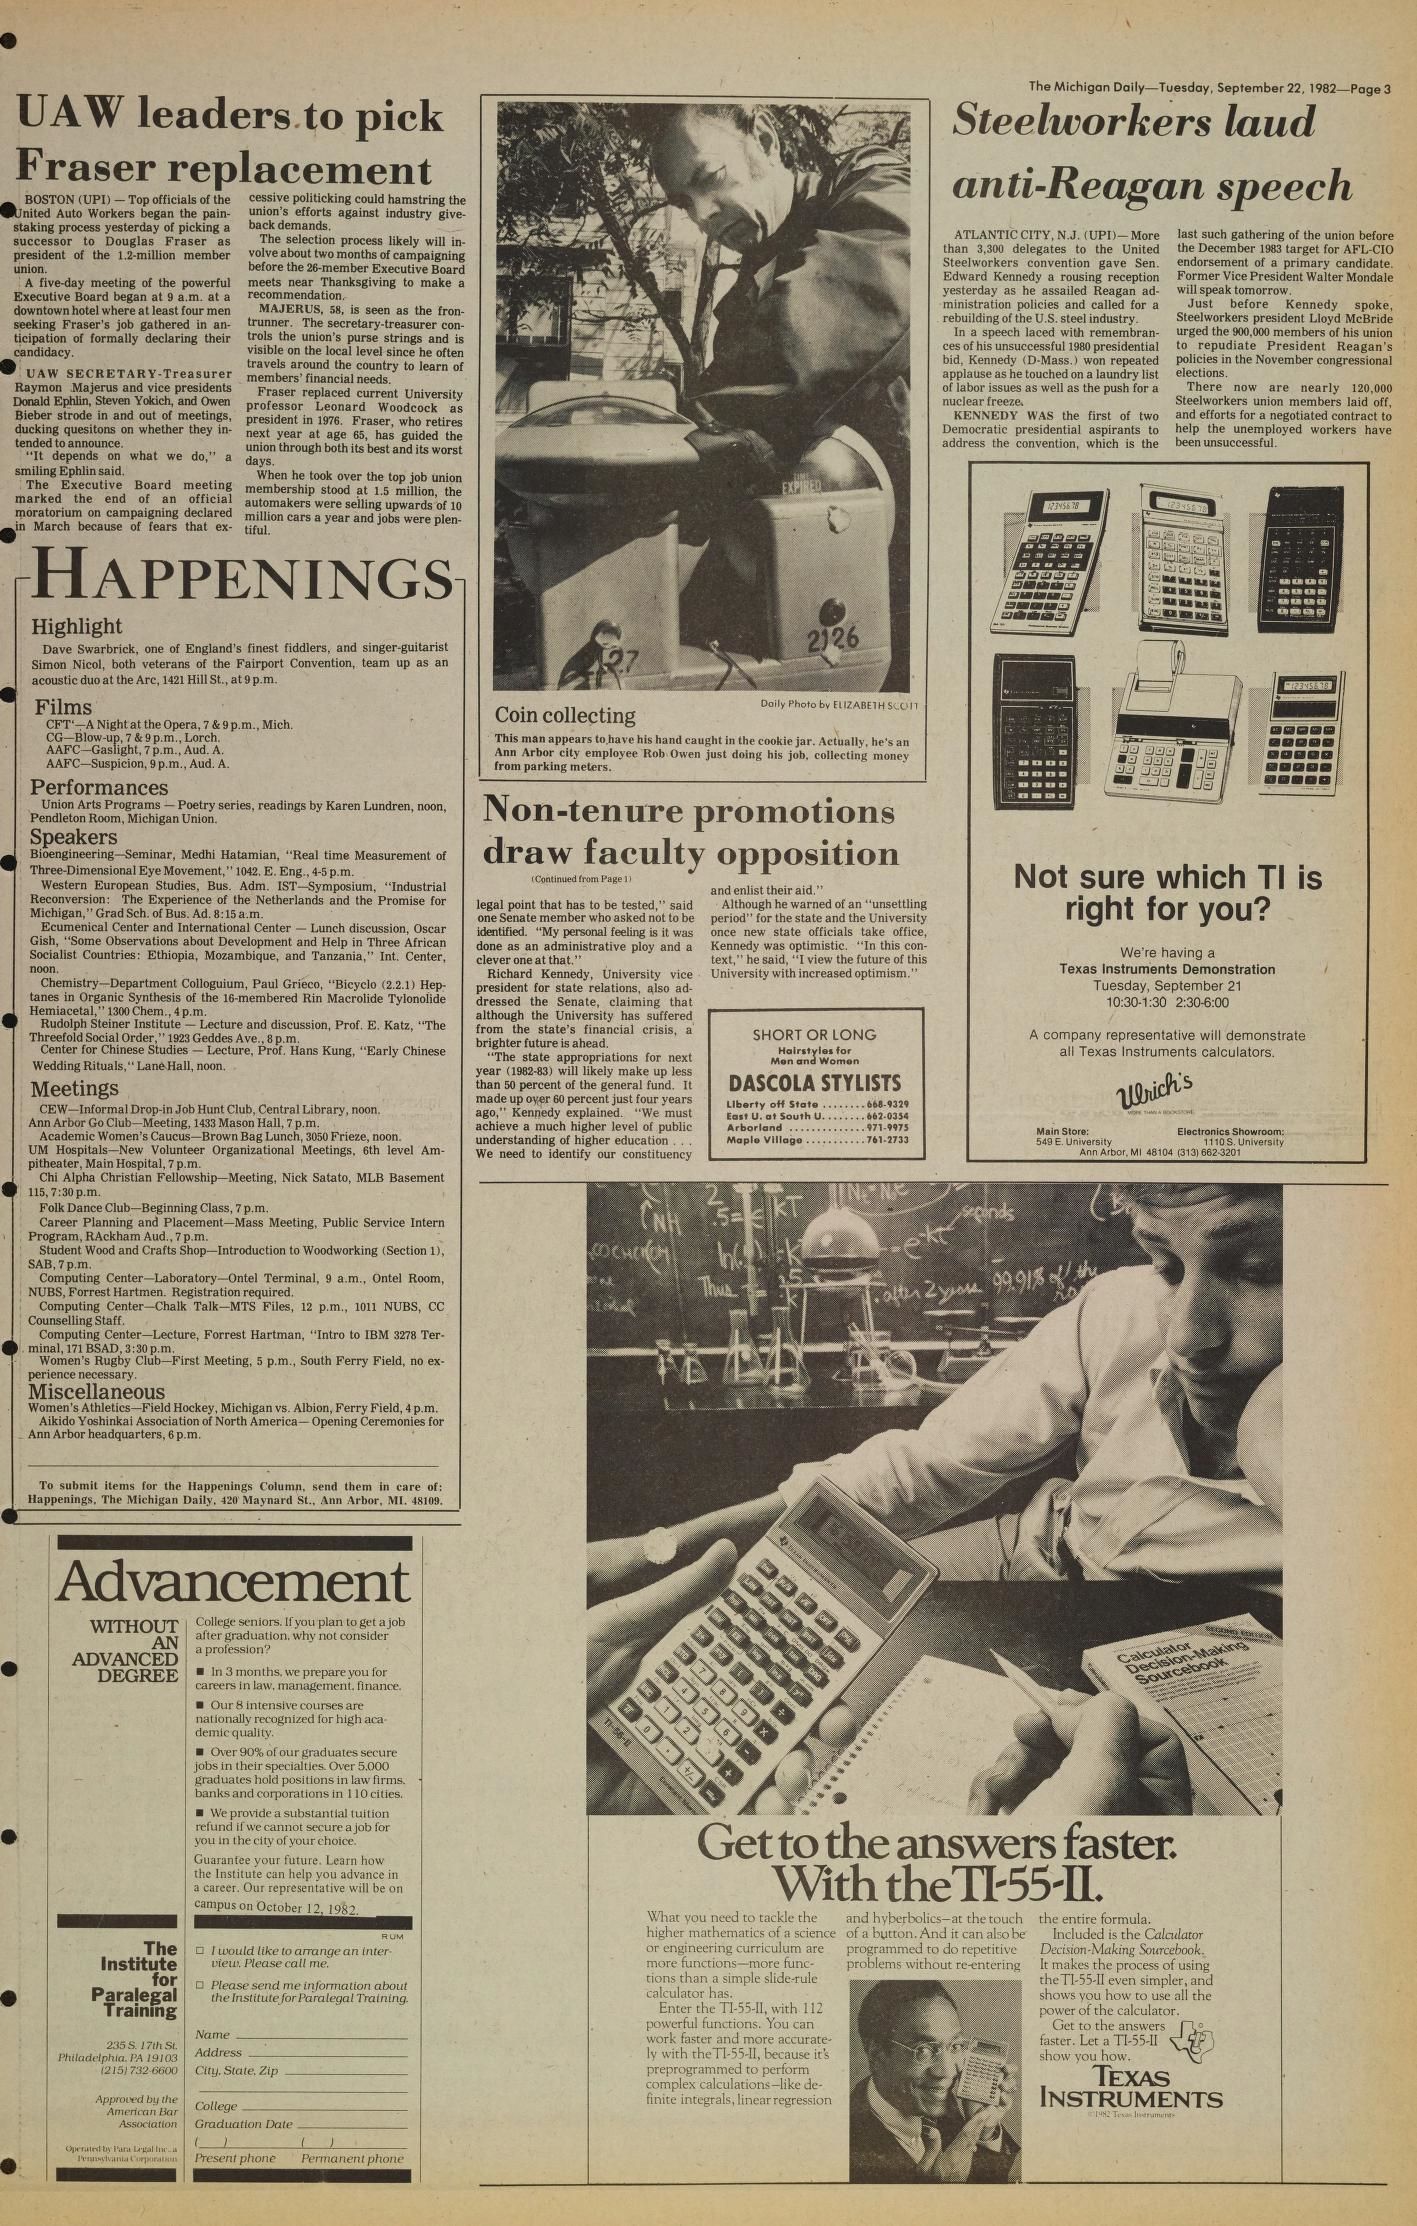 The Michigan Daily—Tuesday, September 22, 1982—Page 3
UAW leaders to pick
Fraser replacement
BOSTON (UPI) — Top officials of the
United Auto Workers began the pain-
staking process yesterday of picking a
successor to Douglas Fraser as
president of the 1.2-million member
union.
A five-day meeting of the powerful
Executive Board began at 9 a.m. at a
downtown hotel where at least four men
seeking Fraser's job gathered in an-
ticipation of formally declaring their
candidacy.
UAW SECRETARY-Treasurer
Raymon Majerus and vice presidents
Donald Ephlin, Steven Yokich, and Owen
Bieber strode in and out of meetings,
ducking quesitons on whether they in-
tended to announce.
"It depends on what we do," a
smiling Ephlin said.
The Executive Board meeting
marked the end of an official
moratorium on campaigning declared
in March because of fears that ex-
cessive politicking could hamstring the
union's efforts against industry give-
back demands.
The selection process likely will in-
volve about two months of campaigning
before the 26-member Executive Board
meets near Thanksgiving to make a
recommendation.
MAJERUS, 58, is seen as the fron-
trunner. The secretary-treasurer con-
trols the union's purse strings and is
visible on the local level since he often
travels around the country to learn of
members' financial needs.
Fraser replaced current University
professor Leonard Woodcock as
president in 1976. Fraser, who retires
next year at age 65, has guided the
union through both its best and its worst
days.
When he took over the top job union
membership stood at 1.5 million, the
automakers were selling upwards of 10
million cars a year and jobs were plen-
tiful.
HAPPENINGS
Highlight
Dave Swarbrick, one of England's finest fiddlers, and singer-guitarist
Simon Nicol, both veterans of the Fairport Convention, team up as an
acoustic duo at the Arc, 1421 Hill St., at 9 p.m.
Films
CFT—A Night at the Opera, 7 & 9 p.m., Mich.
CG—Blow-up, 7 & 9 p.m., Lorch.
AAFC—Gaslight, 7 p.m., Aud. A.
AAFC—Suspicion, 9 p.m., Aud. A.
Performances
Union Arts Programs — Poetry series, readings by Karen Lundren, noon,
Pendleton Room, Michigan Union.
Speakers
Bioengineering—Seminar, Medhi Hatamian, "Real time Measurement of
Three-Dimensional Eye Movement," 1042. E. Eng., 4-5 p.m.
Western European Studies, Bus. Adm. IST—Symposium, "Industrial
Reconversion: The Experience of the Netherlands and the Promise for
Michigan," Grad Sch. of Bus. Ad. 8:15 a.m.
Ecumenical Center and International Center — Lunch discussion, Oscar
Gish, "Some Observations about Development and Help in Three African
Socialist Countries: Ethiopia, Mozambique, and Tanzania," Int. Center,
noon.
Chemistry—Department Colloguium, Paul Grieco, "Bicyclo (2.2.1) Hep-
tanes in Organic Synthesis of the 16-membered Rin Macrolide Tylonolide
Hemiacetal," 1300 Chem., 4 p.m.
Rudolph Steiner Institute — Lecture and discussion, Prof. E. Katz, "The
Threefold Social Order," 1923 Geddes Ave., 8 p.m.
Center for Chinese Studies — Lecture, Prof. Hans Kung, "Early Chinese
Wedding Rituals," Lane Hall, noon.
Meetings
CEW—Informal Drop-in Job Hunt Club, Central Library, noon.
Ann Arbor Go Club—Meeting, 1433 Mason Hall, 7 p.m.
Academic Women's Caucus—Brown Bag Lunch, 3050 Frieze, noon.
UM Hospitals—New Volunteer Organizational Meetings, 6th level Am-
pitheater, Main Hospital, 7 p.m.
Chi Alpha Christian Fellowship—Meeting, Nick Satato, MLB Basement
115, 7:30 p.m.
Folk Dance Club—Beginning Class, 7 p.m.
Career Planning and Placement—Mass Meeting, Public Service Intern
Program, RAckham Aud., 7 p.m.
Student Wood and Crafts Shop—Introduction to Woodworking (Section 1),
SAB, 7 p.m.
Computing Center—Laboratory—Ontel Terminal, 9 a.m., Ontel Room,
NUBS, Forrest Hartmen. Registration required.
Computing Center—Chalk Talk—MTS Files, 12 p.m., 1011 NUBS, CC
Counselling Staff.
Computing Center—Lecture, Forrest Hartman, "Intro to IBM 3278 Ter-
minal, 171 BSAD, 3:30 p.m.
Women's Rugby Club—First Meeting, 5 p.m., South Ferry Field, no ex-
perience necessary.
Miscellaneous
Women's Athletics—Field Hockey, Michigan vs. Albion, Ferry Field, 4 p.m.
Aikido Yoshinkai Association of North America— Opening Ceremonies for
Ann Arbor headquarters, 6 p.m.
To submit items for the Happenings Column, send them in care of:
Happenings, The Michigan Daily, 420 Maynard St., Ann Arbor, MI. 48109.
Advancement
WITHOUT
AN
ADVANCED
DEGREE
College seniors. If you plan to get a job
after graduation, why not consider
a profession?
■ In 3 months, we prepare you for
careers in law, management, finance.
■ Our 8 intensive courses are
nationally recognized for high aca-
demic quality.
■ Over 90% of our graduates secure
jobs in their specialties. Over 5,000
graduates hold positions in law firms,
banks and corporations in 110 cities.
■ We provide a substantial tuition
refund if we cannot secure a job for
you in the city of your choice.
Guarantee your future. Learn how
the Institute can help you advance in
a career. Our representative will be on
campus on October 12, 1982.
RUM
The
Institute
for
Paralegal
Training
235 S. 17th St.
Philadelphia, PA 19103
(215) 732-6600
Approved by the
American Bar
Association
Operated by Para-Legal Inc., a
Pennsylvania Corporation
□ I would like to arrange an inter-
view. Please call me.
□ Please send me information about
the Institute for Paralegal Training.
Name
Address
City, State, Zip
College
Graduation Date
( ) ( )
Present phone Permanent phone
EXPIRED
27
2126
Daily Photo by ELIZABETH SCOTT
Coin collecting
This man appears to have his hand caught in the cookie jar. Actually, he's an
Ann Arbor city employee Rob Owen just doing his job, collecting money
from parking meters.
Non-tenure promotions
draw faculty opposition
(Continued from Page 1)
legal point that has to be tested," said
one Senate member who asked not to be
identified. "My personal feeling is it was
done as an administrative ploy and a
clever one at that."
Richard Kennedy, University vice
president for state relations, also ad-
dressed the Senate, claiming that
although the University has suffered
from the state's financial crisis, a
brighter future is ahead.
"The state appropriations for next
year (1982-83) will likely make up less
than 50 percent of the general fund. It
made up over 60 percent just four years
ago," Kennedy explained. "We must
achieve a much higher level of public
understanding of higher education . . .
We need to identify our constituency
and enlist their aid."
Although he warned of an "unsettling
period" for the state and the University
once new state officials take office,
Kennedy was optimistic. "In this con-
text," he said, "I view the future of this
University with increased optimism."
SHORT OR LONG
Hairstyles for
Men and Women
DASCOLA STYLISTS
Liberty off State ........ 668-9329
East U. at South U. ....... 662-0354
Arborland ............. 971-9975
Maple Village ........... 761-2733
Steelworkers laud
anti-Reagan speech
ATLANTIC CITY, N.J. (UPI)— More
than 3,300 delegates to the United
Steelworkers convention gave Sen.
Edward Kennedy a rousing reception
yesterday as he assailed Reagan ad-
ministration policies and called for a
rebuilding of the U.S. steel industry.
In a speech laced with remembran-
ces of his unsuccessful 1980 presidential
bid, Kennedy (D-Mass.) won repeated
applause as he touched on a laundry list
of labor issues as well as the push for a
nuclear freeze.
KENNEDY WAS the first of two
Democratic presidential aspirants to
address the convention, which is the
last such gathering of the union before
the December 1983 target for AFL-CIO
endorsement of a primary candidate.
Former Vice President Walter Mondale
will speak tomorrow.
Just before Kennedy spoke,
Steelworkers president Lloyd McBride
urged the 900,000 members of his union
to repudiate President Reagan's
policies in the November congressional
elections.
There now are nearly 120,000
Steelworkers union members laid off,
and efforts for a negotiated contract to
help the unemployed workers have
been unsuccessful.
12345678
12345678
12345678
Not sure which TI is
right for you?
We're having a
Texas Instruments Demonstration
Tuesday, September 21
10:30-1:30 2:30-6:00
A company representative will demonstrate
all Texas Instruments calculators.
Ulrich's
MORE THAN A BOOKSTORE
Main Store:
549 E. University
Electronics Showroom:
1110 S. University
Ann Arbor, MI 48104 (313) 662-3201
NH
.5=
kT
e-kt
seconds
Thus
after 2 years 99.91% of the
SECOND EDITION
Calculator
Decision-Making
Sourcebook
TI-55-II
Get to the answers faster.
With the TI-55-II.
What you need to tackle the
higher mathematics of a science
or engineering curriculum are
more functions—more func-
tions than a simple slide-rule
calculator has.
Enter the TI-55-II, with 112
powerful functions. You can
work faster and more accurate-
ly with the TI-55-II, because it's
preprogrammed to perform
complex calculations—like de-
finite integrals, linear regression
and hyberbolics—at the touch
of a button. And it can also be
programmed to do repetitive
problems without re-entering
the entire formula.
Included is the Calculator
Decision-Making Sourcebook.
It makes the process of using
the TI-55-II even simpler, and
shows you how to use all the
power of the calculator.
Get to the answers
faster. Let a TI-55-II
show you how.
TEXAS
INSTRUMENTS
©1982 Texas Instruments